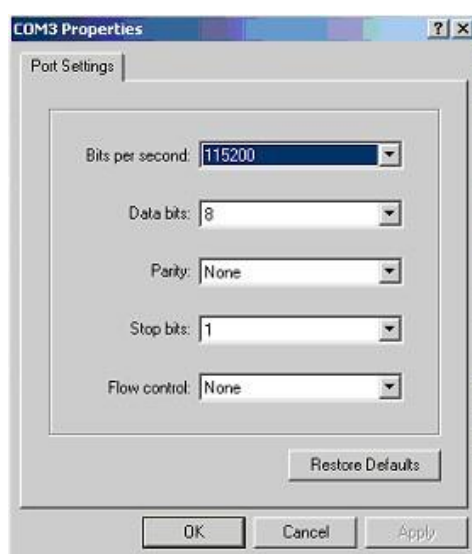 COM3 Properties
Port Settings
Bits per second: 115200
Data bits: 8
Parity: None
Stop bits: 1
Flow control: None
Restore Defaults
OK Cancel Apply